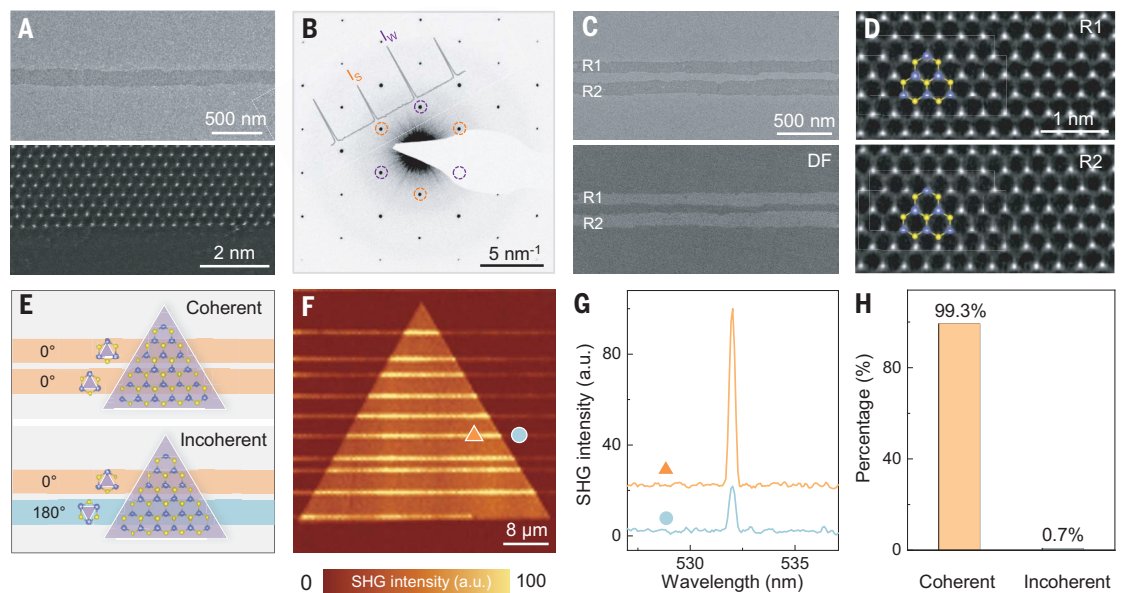 A
500 nm
2 nm
B
Is
Iw
5 nm-1
C
R1
R2
500 nm
DF
R1
R2
D
R1
1 nm
R2
E
Coherent
0°
0°
Incoherent
0°
180°
F
8 μm
0
SHG intensity (a.u.)
100
G
SHG intensity (a.u.)
80
40
0
530
535
Wavelength (nm)
H
Percentage (%)
80
40
0
99.3%
0.7%
Coherent
Incoherent